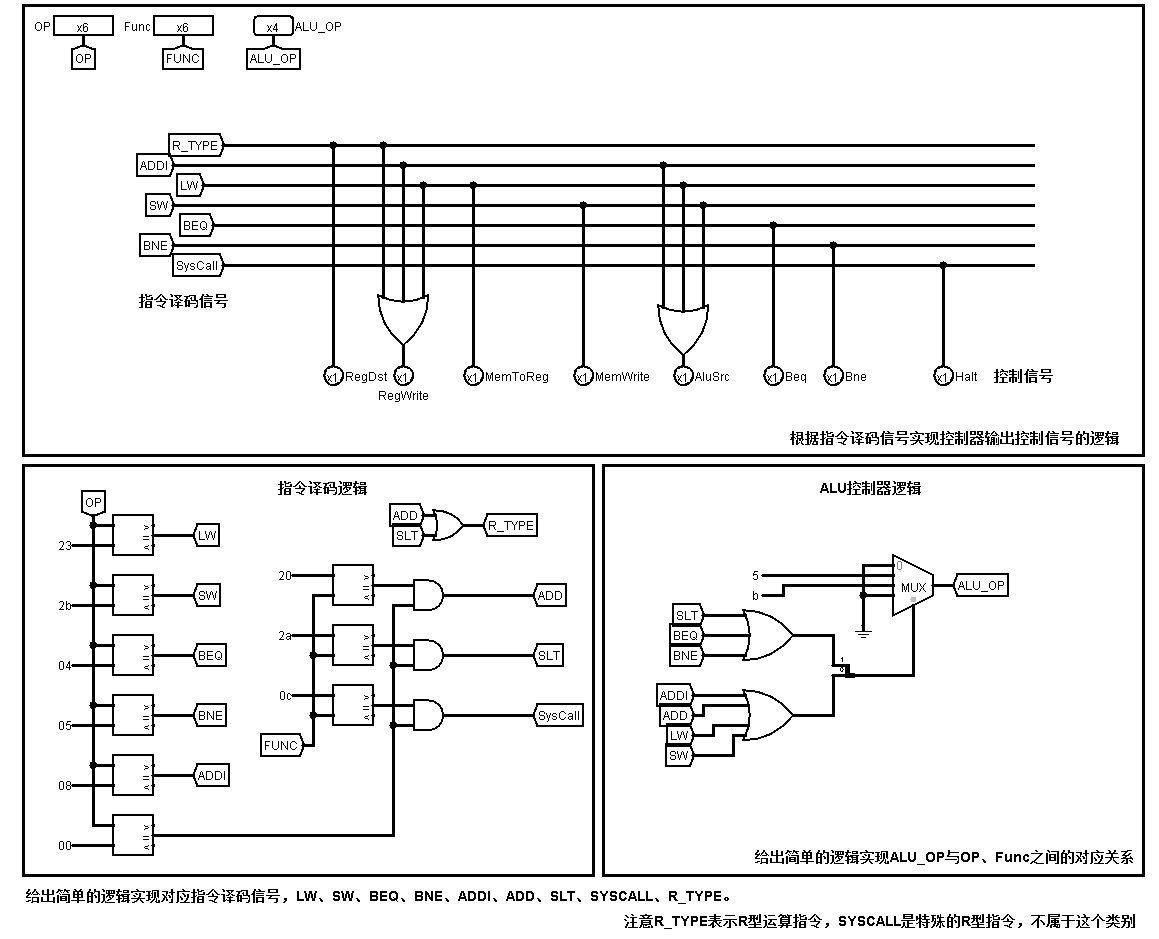 OP x6 Func x6 x4 ALU_OP
OP FUNC ALU_OP
R_TYPE
ADDI
LW
SW
BEQ
BNE
SysCall
指令译码信号
x1 RegDst x1 x1 MemToReg x1 MemWrite x1 AluSrc x1 Beq x1 Bne x1 Halt 控制信号
RegWrite
根据指令译码信号实现控制器输出控制信号的逻辑
指令译码逻辑
OP
23 > = < LW
2b > = < SW
04 > = < BEQ
05 > = < BNE
08 > = < ADDI
00 > = <
ADD
SLT
R_TYPE
20 > = < ADD
2a > = < SLT
0c > = < SysCall
FUNC
ALU控制器逻辑
5
b
0
MUX
ALU_OP
SLT
BEQ
BNE
1
0
ADDI
ADD
LW
SW
给出简单的逻辑实现ALU_OP与OP、Func之间的对应关系
给出简单的逻辑实现对应指令译码信号，LW、SW、BEQ、BNE、ADDI、ADD、SLT、SYSCALL、R_TYPE。
注意R_TYPE表示R型运算指令，SYSCALL是特殊的R型指令，不属于这个类别